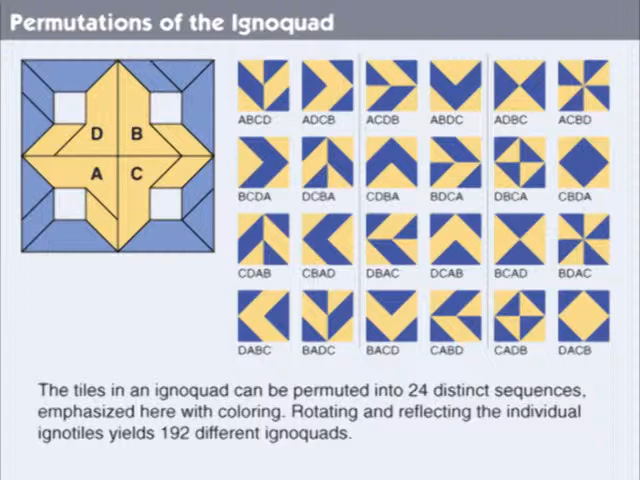 Permutations of the Ignoquad
D B
A C
ABCD ADCB ACDB ABDC ADBC ACBD
BCDA DCBA CDBA BDCA DBCA CBDA
CDAB CBAD DBAC DCAB BCAD BDAC
DABC BADC BACD CABD CADB DACB
The tiles in an ignoquad can be permuted into 24 distinct sequences,
emphasized here with coloring. Rotating and reflecting the individual
ignotiles yields 192 different ignoquads.